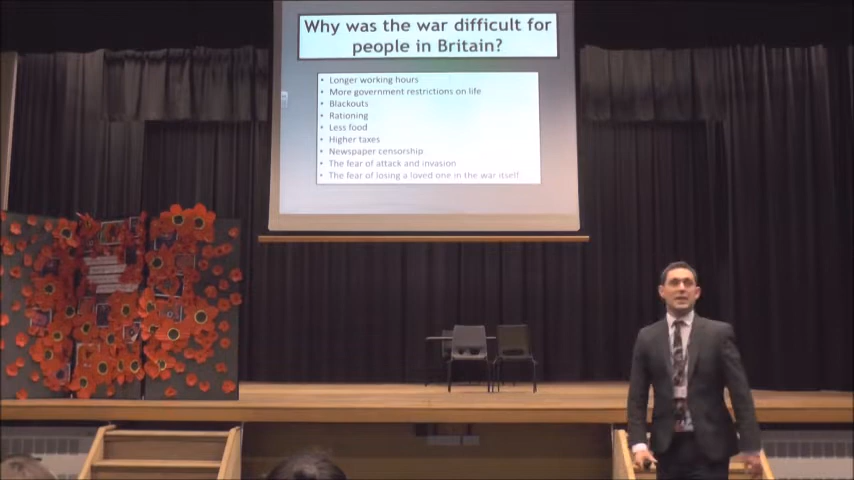 Why was the war difficult for
people in Britain?
• Longer working hours
• More government restrictions on life
• Blackouts
• Rationing
• Less food
• Higher taxes
• Newspaper censorship
• The fear of attack and invasion
• The fear of losing a loved one in the war itself